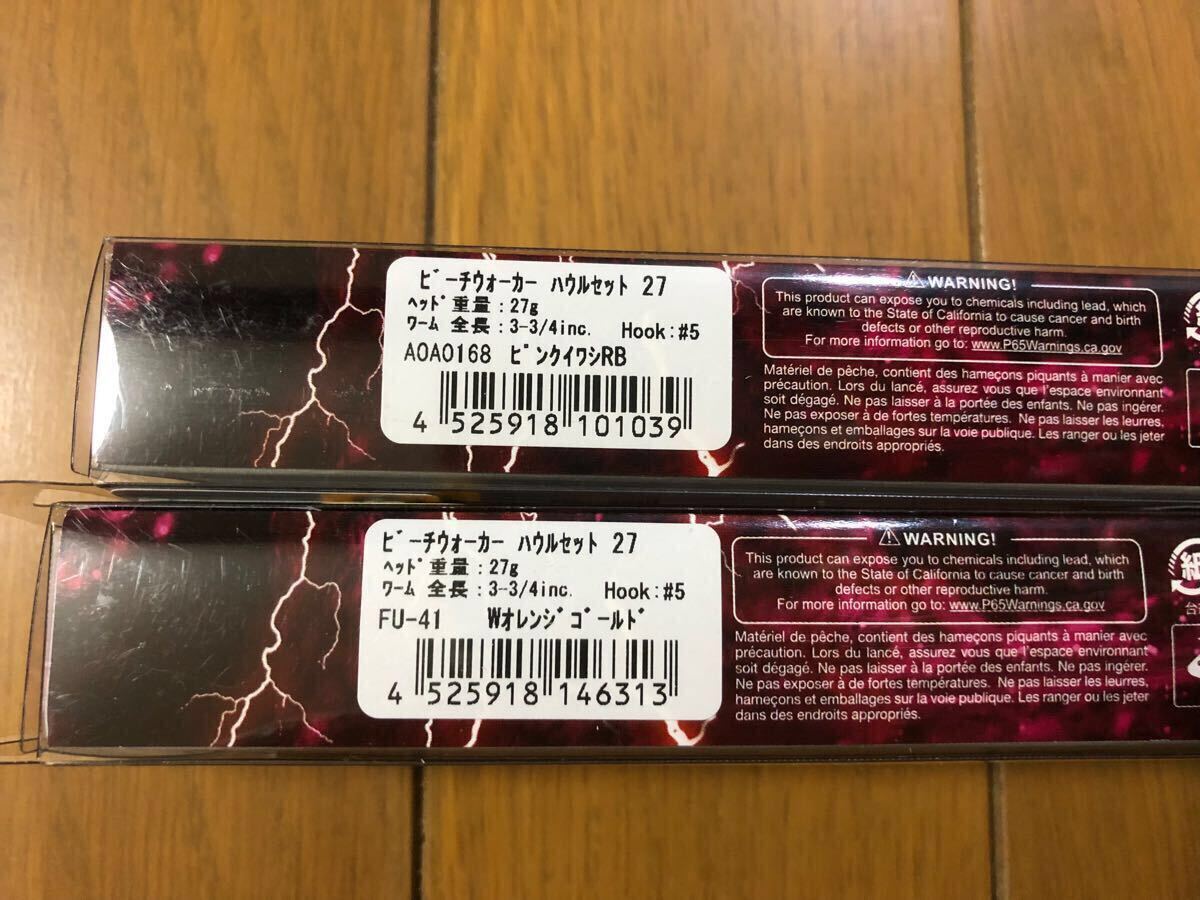 ﾋﾞｰチウォーカー ハウルセット 27
ﾍｯﾄﾞ重量：27g
ワーム 全長：3-3/4inc. Hook:#5
AOA0168 ﾋﾟﾝｸイワシRB
4 525918 101039
⚠WARNING!
This product can expose you to chemicals including lead, which
are known to the State of California to cause cancer and birth
defects or other reproductive harm.
For more information go to: www.P65Warnings.ca.gov
Matériel de pêche, contient des hameçons piquants à manier avec
précaution. Lors du lancé, assurez vous que l'espace environnant
soit dégagé. Ne pas laisser à la portée des enfants. Ne pas ingérer.
Ne pas exposer à de fortes températures. Ne pas laisser les leurres,
hameçons et emballages sur la voie publique. Les ranger ou les jeter
dans des endroits appropriés.
ﾋﾞｰチウォーカー ハウルセット 27
ﾍｯﾄﾞ重量：27g
ワーム 全長：3-3/4inc. Hook:#5
FU-41 Wオレンｼﾞｺﾞｰﾙﾄﾞ
4 525918 146313
⚠WARNING!
This product can expose you to chemicals including lead, which
are known to the State of California to cause cancer and birth
defects or other reproductive harm.
For more information go to: www.P65Warnings.ca.gov
Matériel de pêche, contient des hameçons piquants à manier avec
précaution. Lors du lancé, assurez vous que l'espace environnant
soit dégagé. Ne pas laisser à la portée des enfants. Ne pas ingérer.
Ne pas exposer à de fortes températures. Ne pas laisser les leurres,
hameçons et emballages sur la voie publique. Les ranger ou les jeter
dans des endroits appropriés.